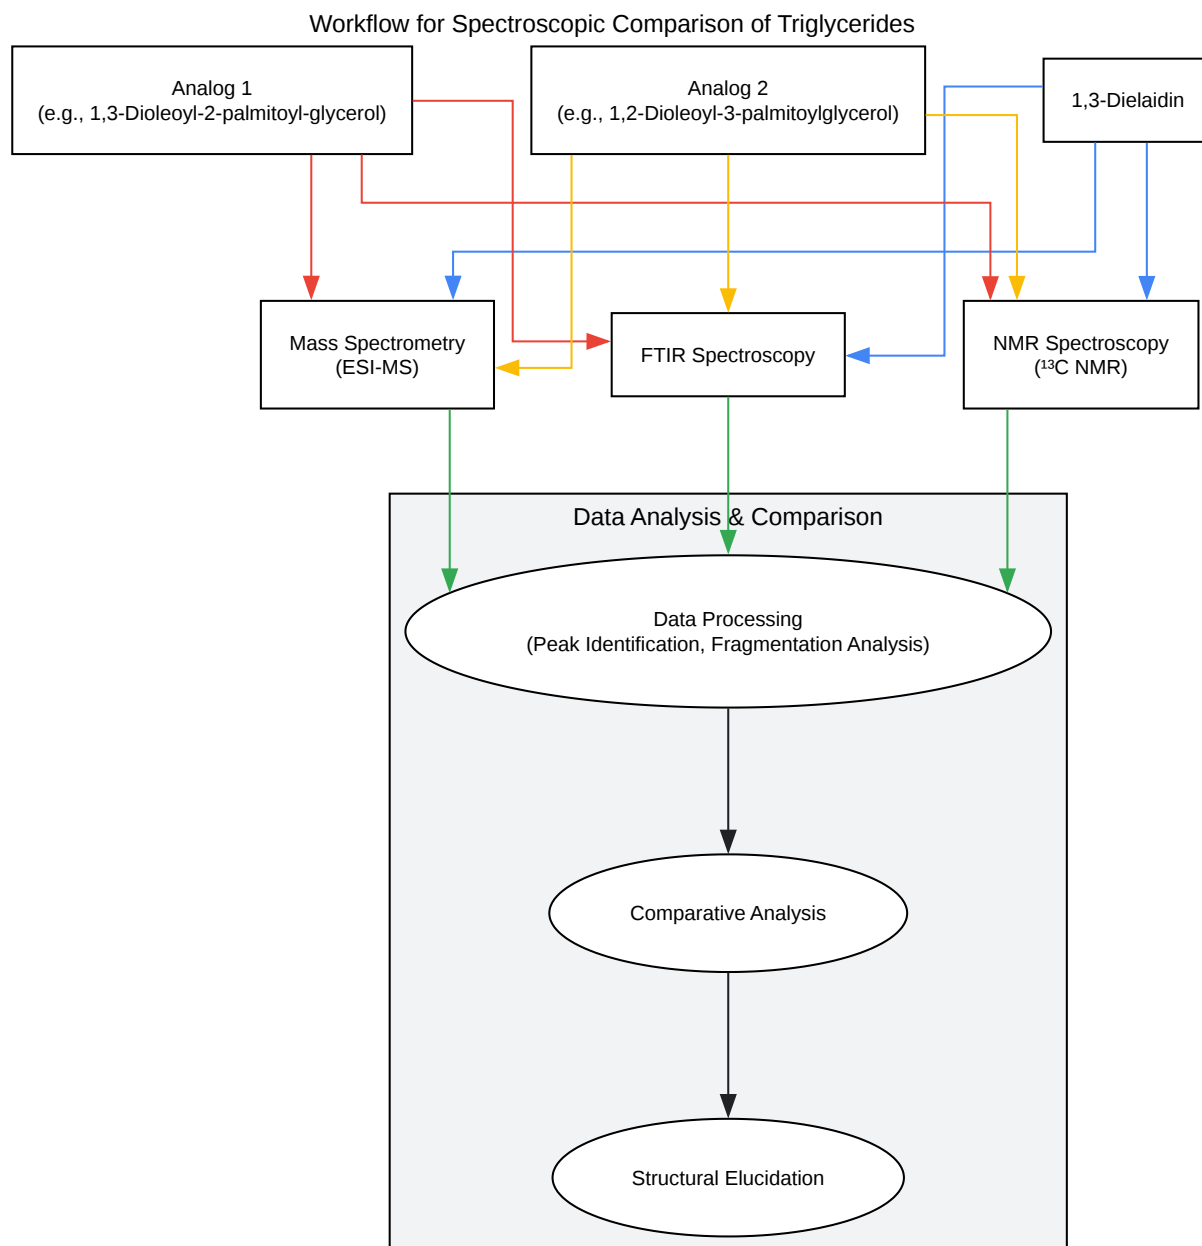 Workflow for Spectroscopic Comparison of Triglycerides
Analog 1
(e.g., 1,3-Dioleoyl-2-palmitoyl-glycerol)
Analog 2
(e.g., 1,2-Dioleoyl-3-palmitoylglycerol)
1,3-Dielaidin
Mass Spectrometry
(ESI-MS)
FTIR Spectroscopy
NMR Spectroscopy
(¹³C NMR)
Data Analysis & Comparison
Data Processing
(Peak Identification, Fragmentation Analysis)
Comparative Analysis
Structural Elucidation